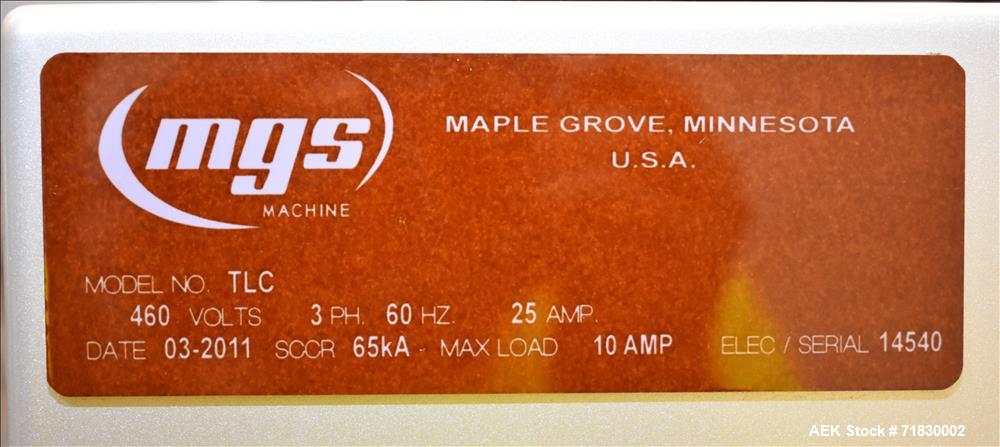 mgs
MACHINE
MAPLE GROVE, MINNESOTA
U.S.A.
MODEL NO. TLC
460 VOLTS 3 PH. 60 HZ. 25 AMP.
DATE 03-2011 SCCR 65kA - MAX LOAD 10 AMP ELEC / SERIAL 14540
AEK Stock # 71830002